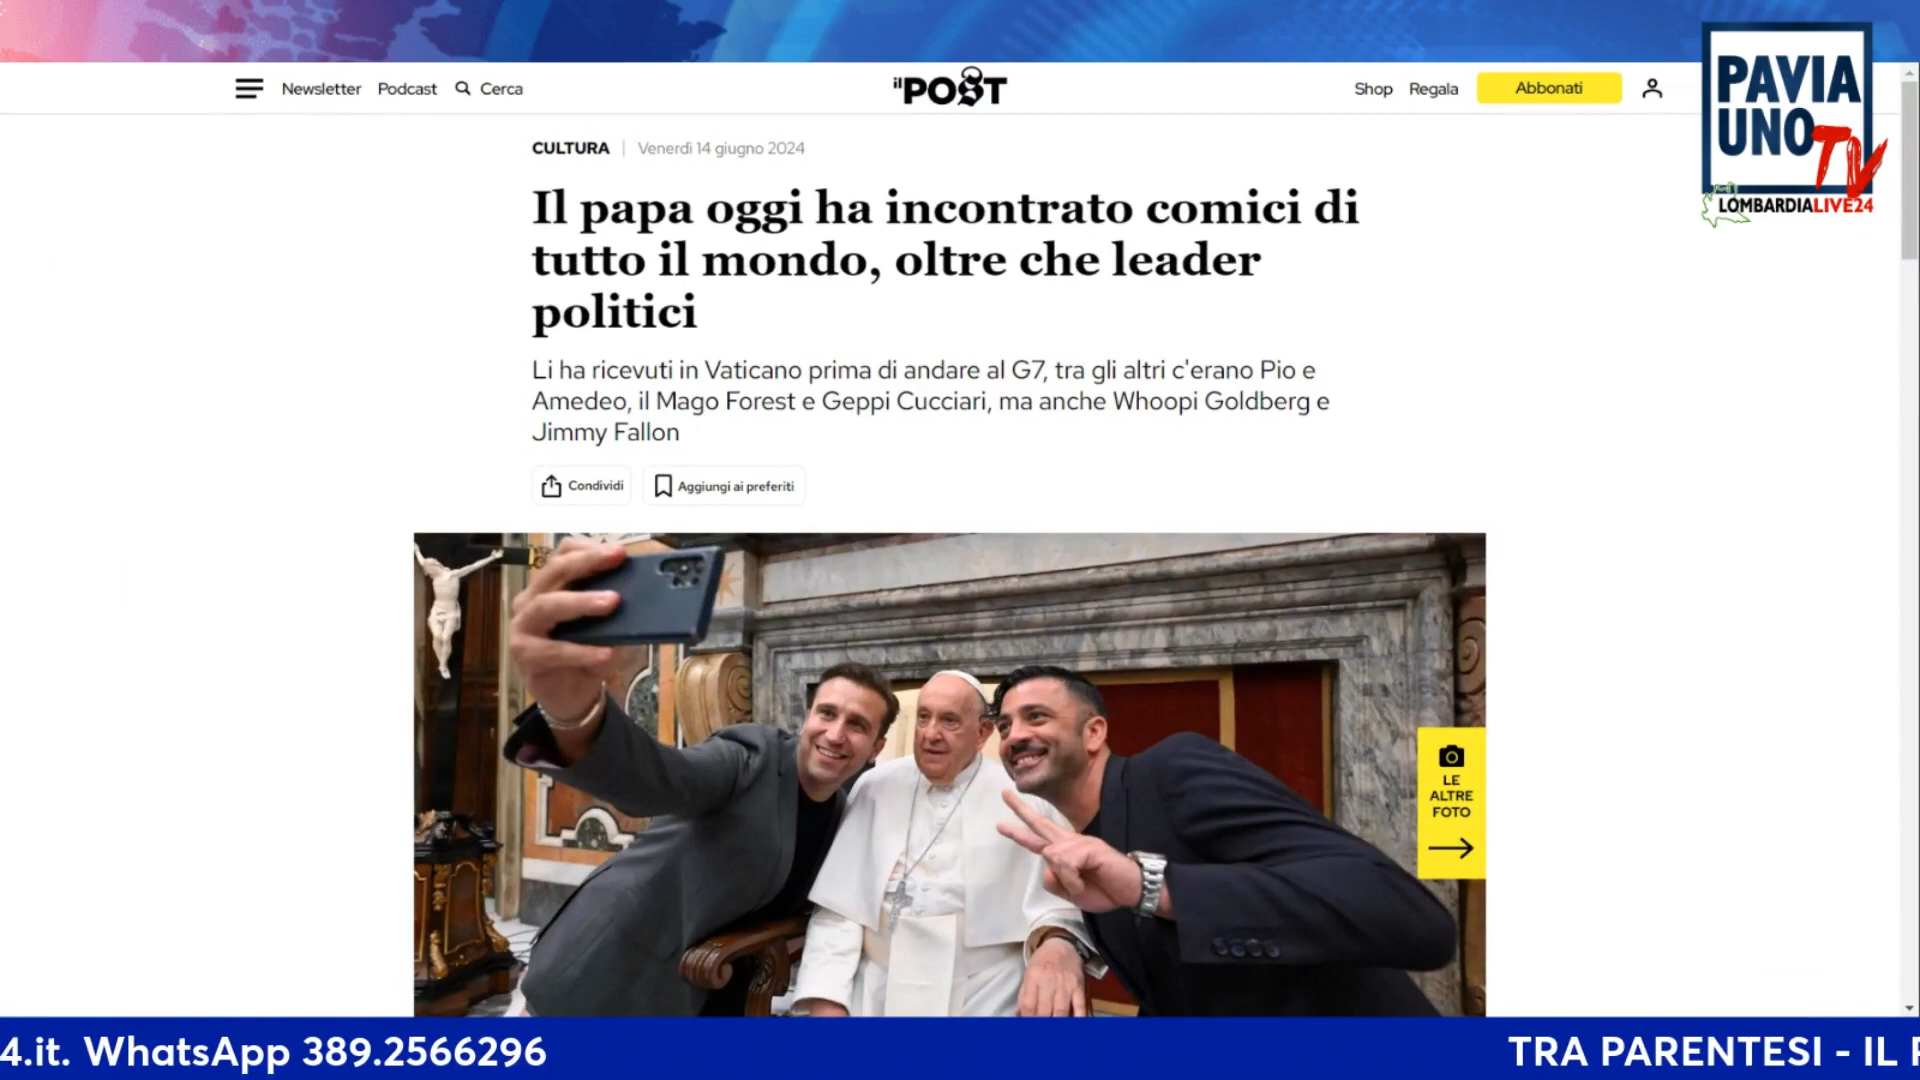 Newsletter Podcast Cerca
il POST
Shop Regala Abbonati
PAVIA
UNO TV
LOMBARDIALIVE24
CULTURA | Venerdì 14 giugno 2024
Il papa oggi ha incontrato comici di
tutto il mondo, oltre che leader
politici
Li ha ricevuti in Vaticano prima di andare al G7, tra gli altri c'erano Pio e
Amedeo, il Mago Forest e Geppi Cucciari, ma anche Whoopi Goldberg e
Jimmy Fallon
Condividi Aggiungi ai preferiti
LE
ALTRE
FOTO
4.it. WhatsApp 389.2566296 TRA PARENTESI - IL